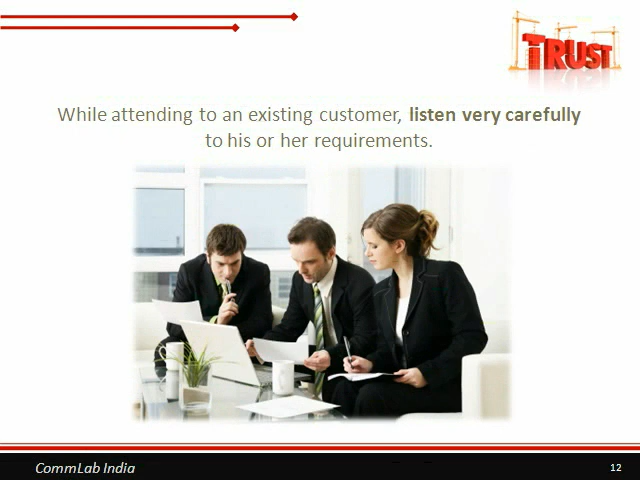 TRUST
While attending to an existing customer, listen very carefully
to his or her requirements.
CommLab India
12